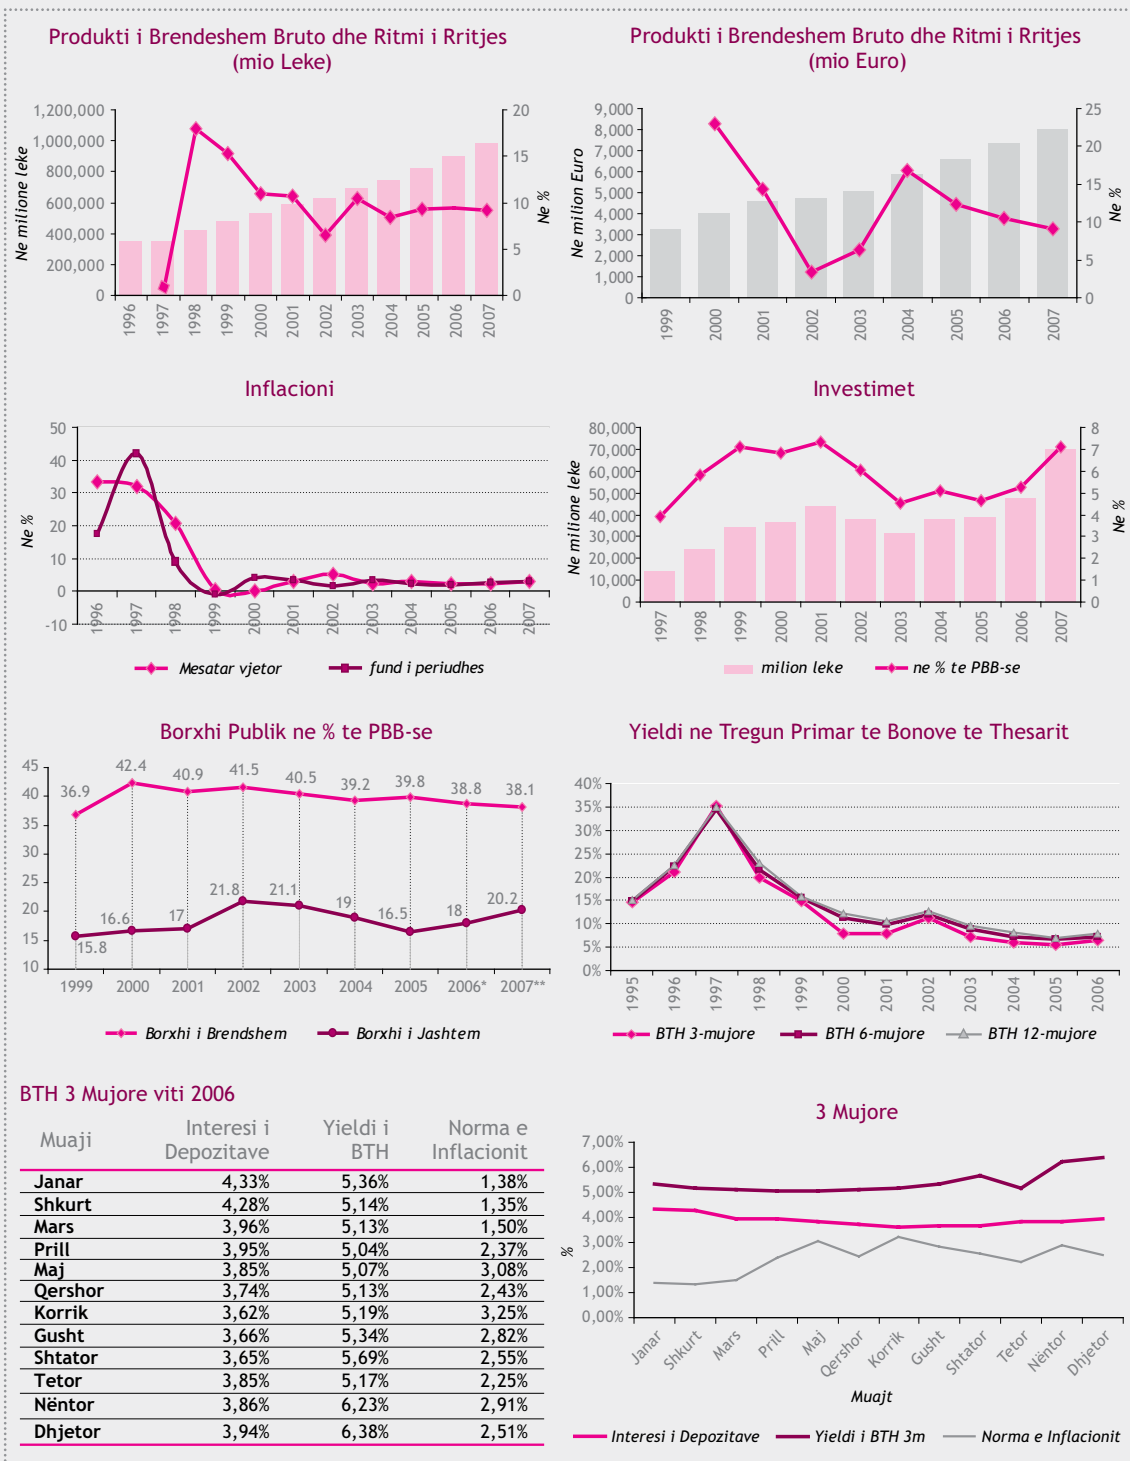 Produkti i Brendeshem Bruto dhe Ritmi i Rritjes
(mio Leke)
1,200,000
1,000,000
800,000
600,000
400,000
200,000
0
Ne milione leke
20
15
10
5
0
Ne %
1996 1997 1998 1999 2000 2001 2002 2003 2004 2005 2006 2007
Produkti i Brendeshem Bruto dhe Ritmi i Rritjes
(mio Euro)
9,000
8,000
7,000
6,000
5,000
4,000
3,000
2,000
1,000
0
Ne milion Euro
25
20
15
10
5
0
Ne %
1999 2000 2001 2002 2003 2004 2005 2006 2007
Inflacioni
50
40
30
20
10
0
-10
Ne %
1996 1997 1998 1999 2000 2001 2002 2003 2004 2005 2006 2007
Mesatar vjetor fund i periudhes
Investimet
80,000
70,000
60,000
50,000
40,000
30,000
20,000
10,000
0
Ne milione leke
8
7
6
5
4
3
2
1
0
Ne %
1997 1998 1999 2000 2001 2002 2003 2004 2005 2006 2007
milion leke ne % te PBB-se
Borxhi Publik ne % te PBB-se
45
40
35
30
25
20
15
10
36.9 42.4 40.9 41.5 40.5 39.2 39.8 38.8 38.1
15.8 16.6 17 21.8 21.1 19 16.5 18 20.2
1999 2000 2001 2002 2003 2004 2005 2006* 2007**
Borxhi i Brendshem Borxhi i Jashtem
Yieldi ne Tregun Primar te Bonove te Thesarit
40%
35%
30%
25%
20%
15%
10%
5%
0%
1995 1996 1997 1998 1999 2000 2001 2002 2003 2004 2005 2006
BTH 3-mujore BTH 6-mujore BTH 12-mujore
BTH 3 Mujore viti 2006
Muaji Interesi i Depozitave Yieldi i BTH Norma e Inflacionit
Janar 4,33% 5,36% 1,38%
Shkurt 4,28% 5,14% 1,35%
Mars 3,96% 5,13% 1,50%
Prill 3,95% 5,04% 2,37%
Maj 3,85% 5,07% 3,08%
Qershor 3,74% 5,13% 2,43%
Korrik 3,62% 5,19% 3,25%
Gusht 3,66% 5,34% 2,82%
Shtator 3,65% 5,69% 2,55%
Tetor 3,85% 5,17% 2,25%
Nëntor 3,86% 6,23% 2,91%
Dhjetor 3,94% 6,38% 2,51%
3 Mujore
7,00%
6,00%
5,00%
4,00%
3,00%
2,00%
1,00%
0,00%
%
Janar Shkurt Mars Prill Maj Qershor Korrik Gusht Shtator Tetor Nëntor Dhjetor
Muajt
Interesi i Depozitave Yieldi i BTH 3m Norma e Inflacionit